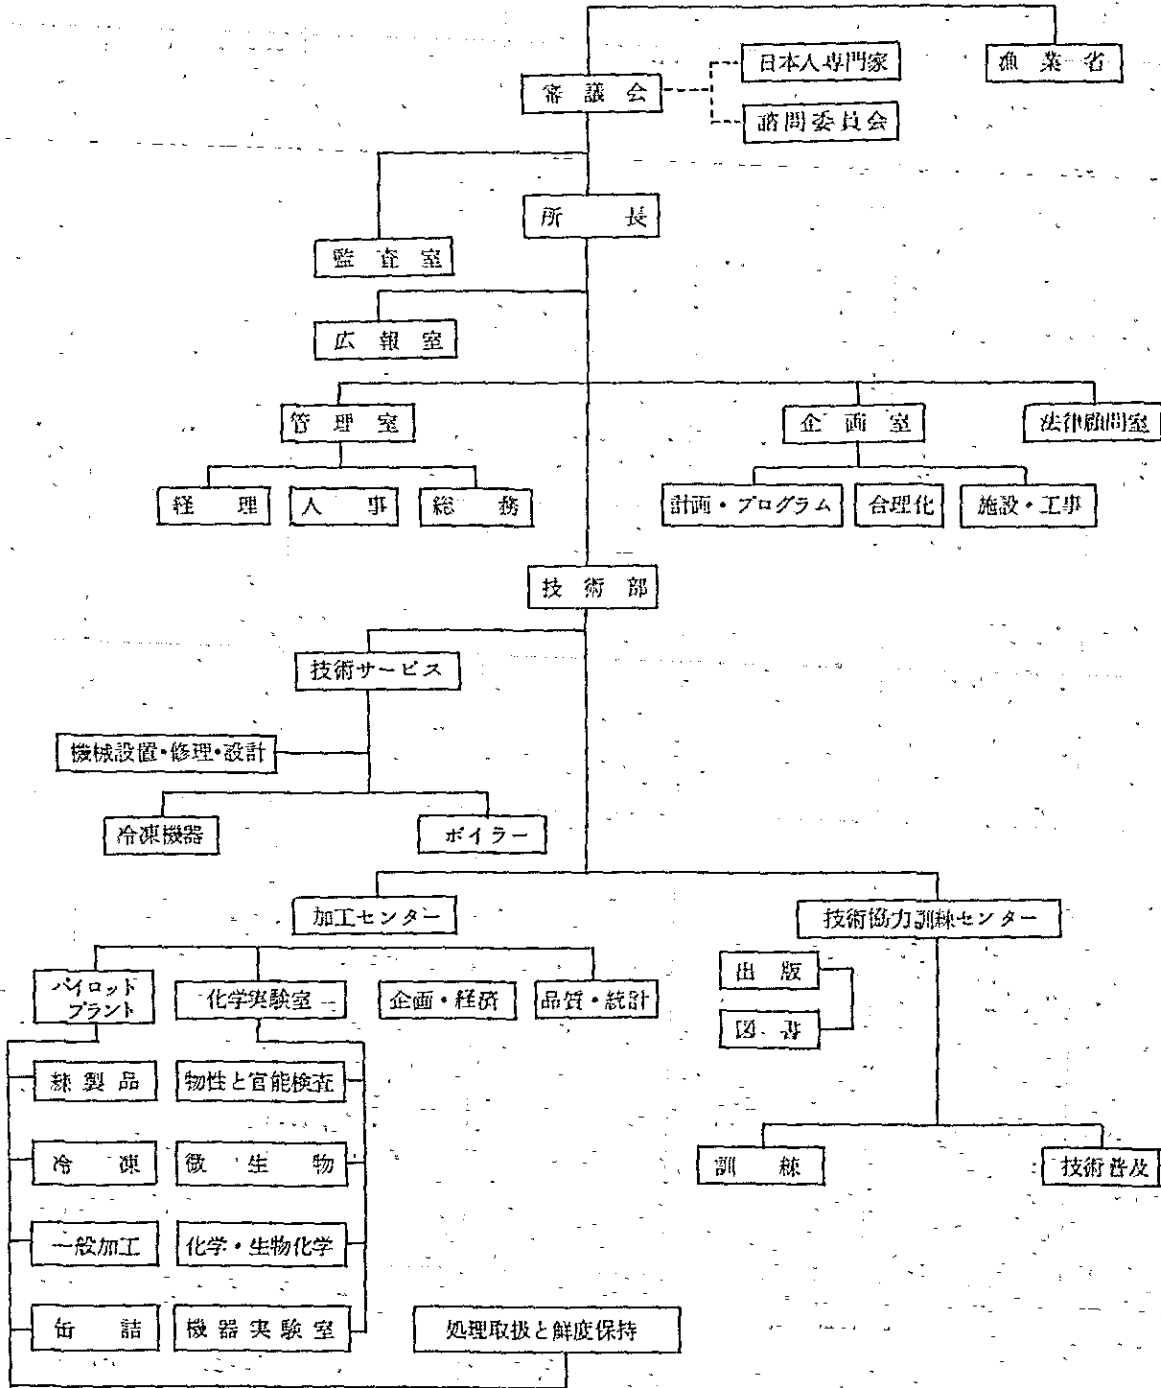 日本人専門家
漁業省
審議会
諮問委員会
所長
監査室
広報室
管理室
企画室
法律顧問室
経理
人事
総務
計画・プログラム
合理化
施設・工事
技術部
技術サービス
機械設置・修理・設計
冷凍機器
ボイラー
加工センター
技術協力訓練センター
パイロット
プラント
化学実験室
企画・経済
品質・統計
出版
図書
練製品
物性と官能検査
冷凍
微生物
訓練
技術普及
一般加工
化学・生物化学
缶詰
機器実験室
処理取扱と鮮度保持